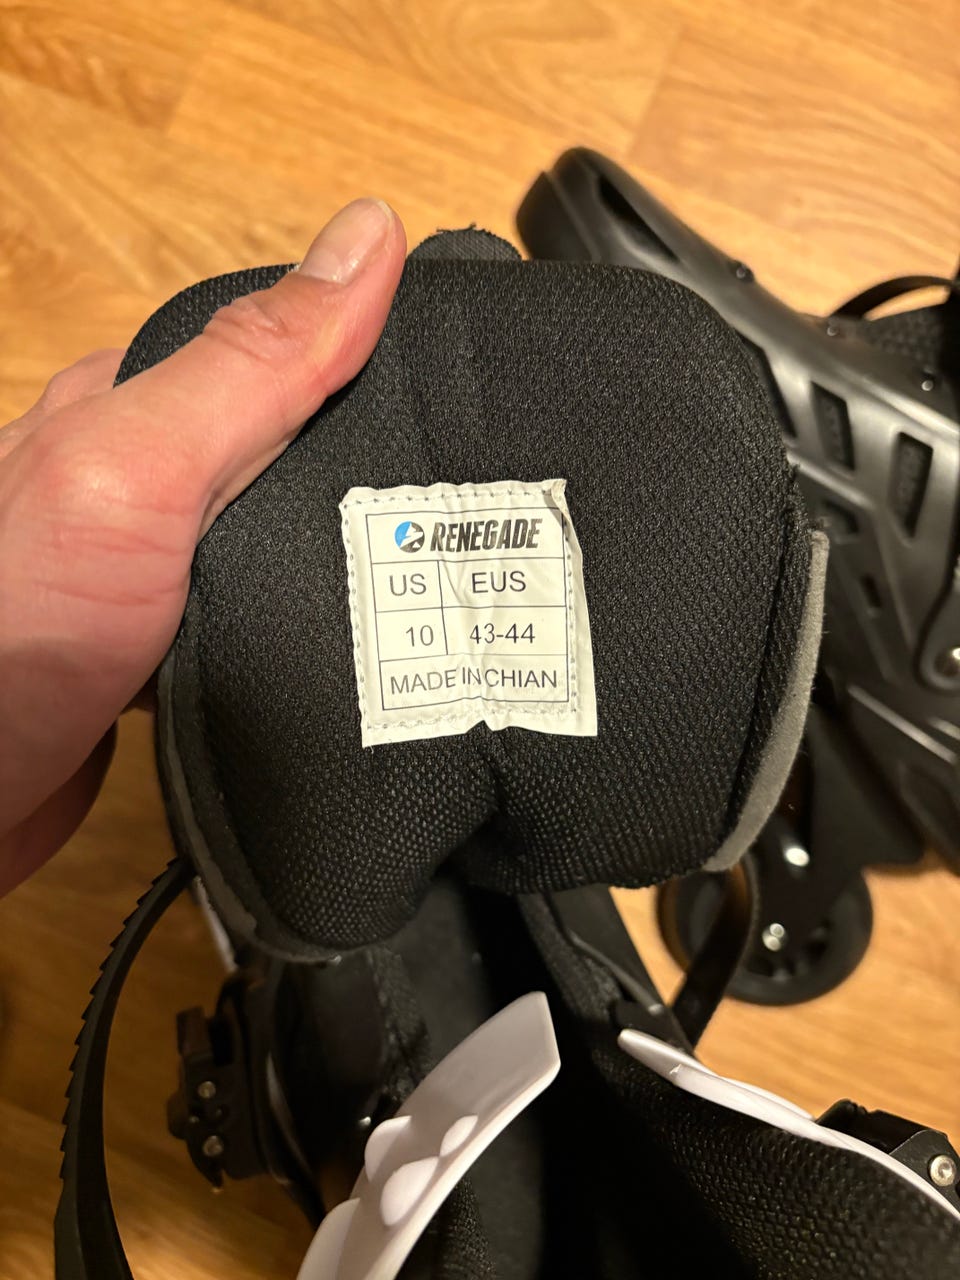 RENEGADE
US EUS
10 43-44
MADE IN CHIAN